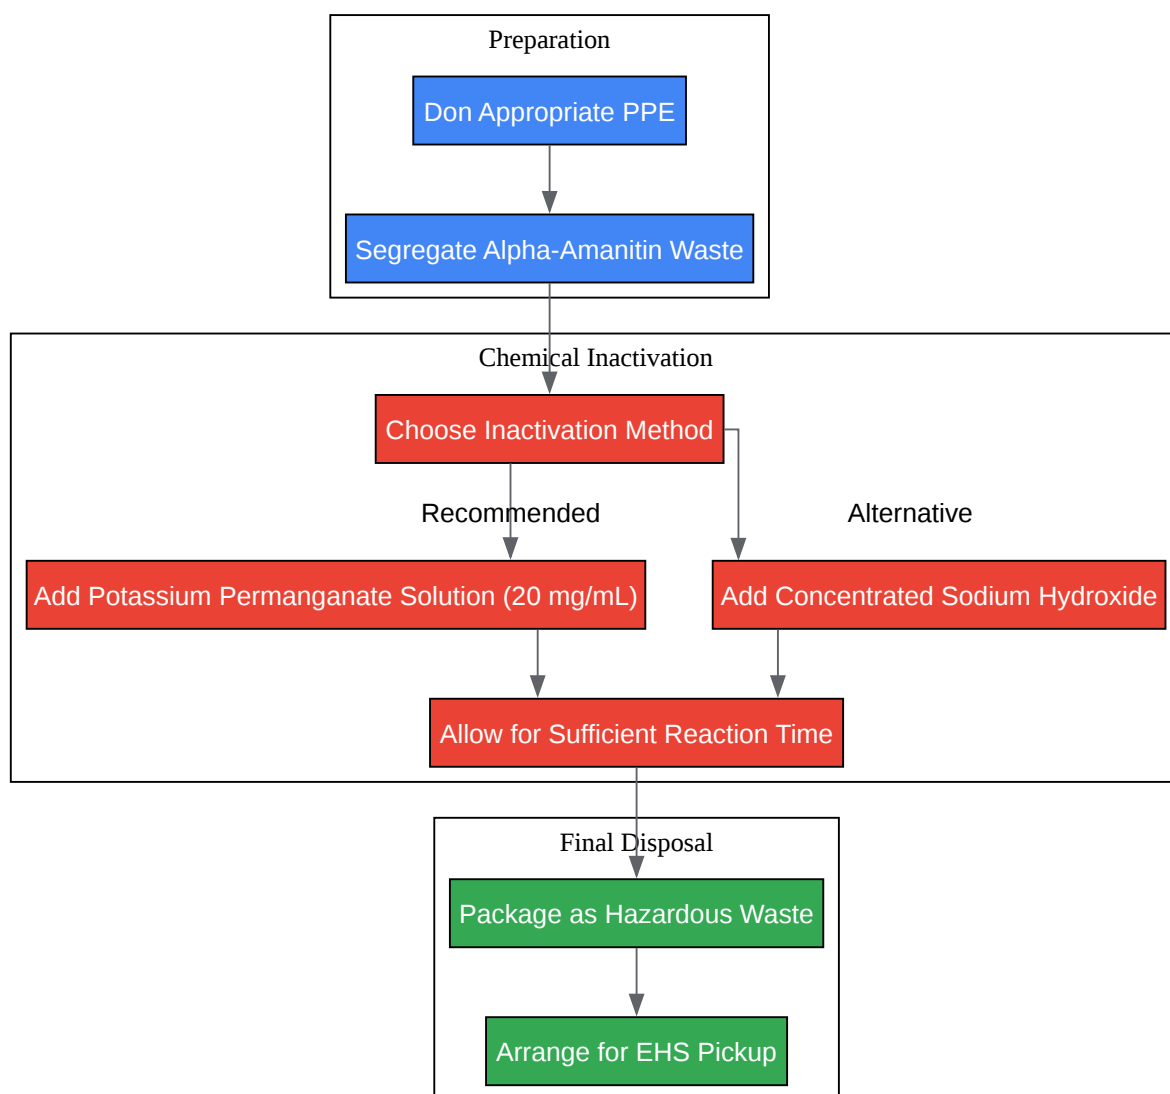 Preparation
Don Appropriate PPE
Segregate Alpha-Amanitin Waste
Chemical Inactivation
Choose Inactivation Method
Recommended
Alternative
Add Potassium Permanganate Solution (20 mg/mL)
Add Concentrated Sodium Hydroxide
Allow for Sufficient Reaction Time
Final Disposal
Package as Hazardous Waste
Arrange for EHS Pickup